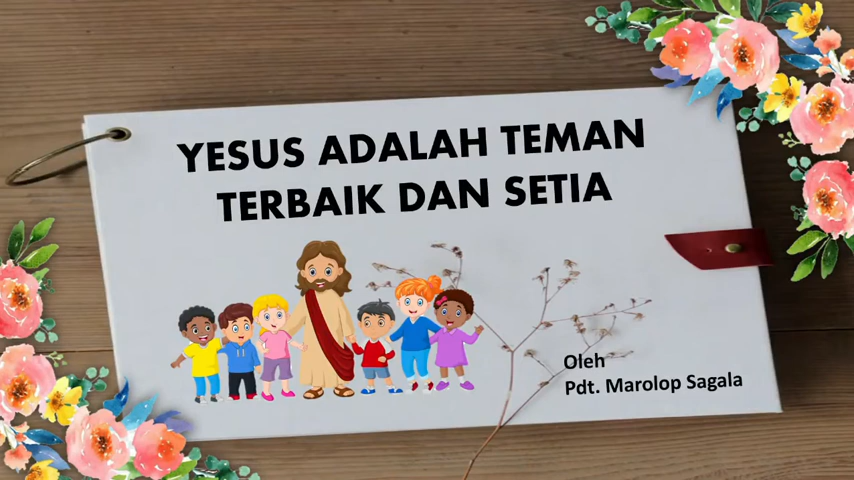 YESUS ADALAH TEMAN
TERBAIK DAN SETIA
Oleh
Pdt. Marolop Sagala